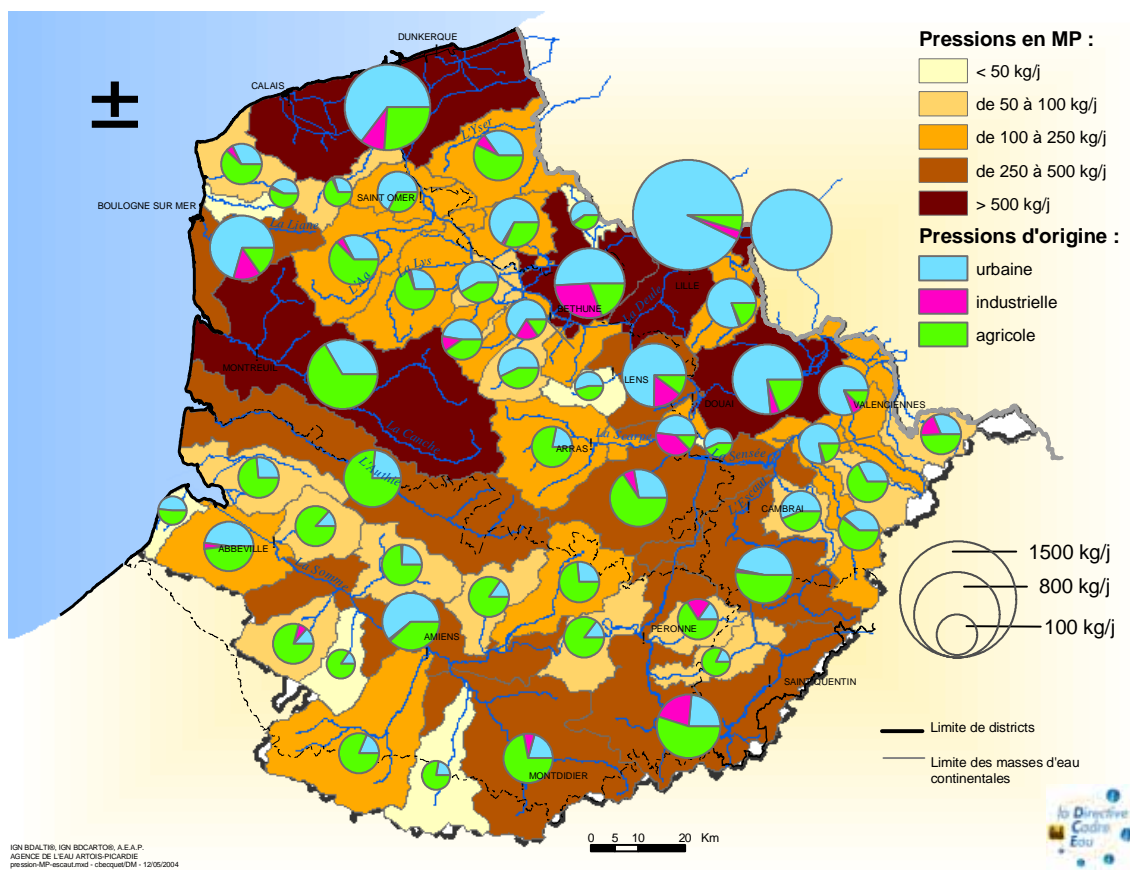 DUNKERQUE
CALAIS
L'Yser
SAINT OMER
BOULOGNE SUR MER
La Liane
L'Aa
La Lys
BETHUNE
La Deule
LILLE
MONTREUIL
LENS
DOUAI
VALENCIENNES
La Canche
ARRAS
La Scarpe
La Sensée
L'Authie
L'Escaut
CAMBRAI
ABBEVILLE
La Somme
AMIENS
PERONNE
SAINT QUENTIN
MONTDIDIER
Pressions en MP :
< 50 kg/j
de 50 à 100 kg/j
de 100 à 250 kg/j
de 250 à 500 kg/j
> 500 kg/j
Pressions d'origine :
urbaine
industrielle
agricole
1500 kg/j
800 kg/j
100 kg/j
Limite de districts
Limite des masses d'eau
continentales
la Directive
Cadre
Eau
0 5 10 20 Km
IGN BDALTI®, IGN BDCARTO®, A.E.A.P.
AGENCE DE L'EAU ARTOIS-PICARDIE
pression-MP-escaut.mxd - cbecquet/DM - 12/05/2004